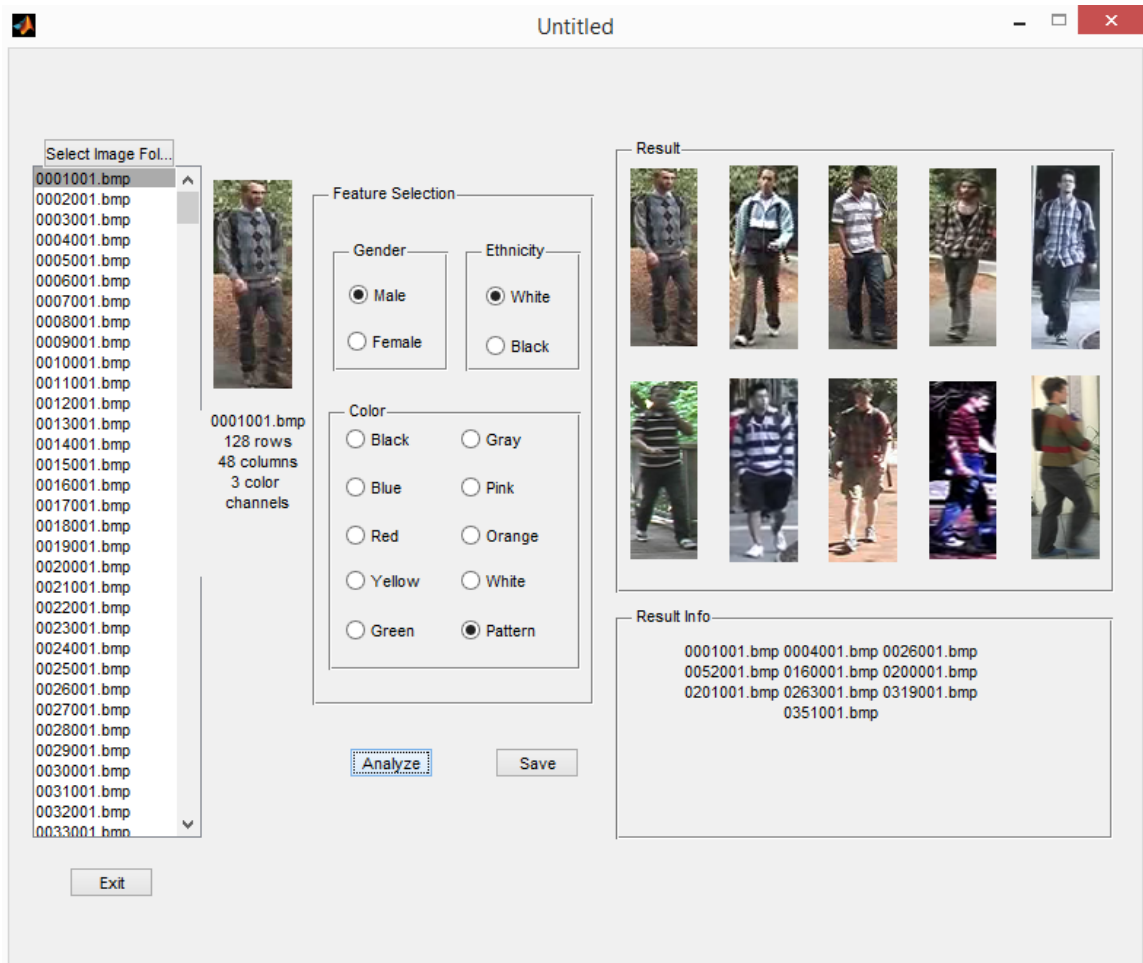 Untitled
Select Image Fol...
0001001.bmp
0002001.bmp
0003001.bmp
0004001.bmp
0005001.bmp
0006001.bmp
0007001.bmp
0008001.bmp
0009001.bmp
0010001.bmp
0011001.bmp
0012001.bmp
0013001.bmp
0014001.bmp
0015001.bmp
0016001.bmp
0017001.bmp
0018001.bmp
0019001.bmp
0020001.bmp
0021001.bmp
0022001.bmp
0023001.bmp
0024001.bmp
0025001.bmp
0026001.bmp
0027001.bmp
0028001.bmp
0029001.bmp
0030001.bmp
0031001.bmp
0032001.bmp
0033001.bmp
Exit
0001001.bmp
128 rows
48 columns
3 color
channels
Feature Selection
Gender
Male
Female
Ethnicity
White
Black
Color
Black
Gray
Blue
Pink
Red
Orange
Yellow
White
Green
Pattern
Analyze
Save
Result
Result Info
0001001.bmp 0004001.bmp 0026001.bmp
0052001.bmp 0160001.bmp 0200001.bmp
0201001.bmp 0263001.bmp 0319001.bmp
0351001.bmp